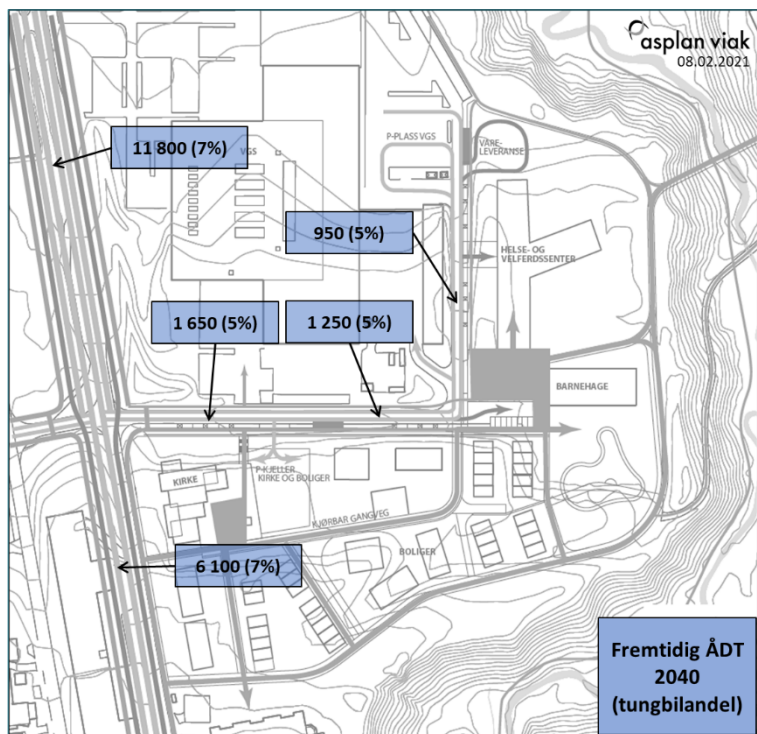 asplan viak
08.02.2021
11 800 (7%)
VGS
P-PLASS VGS
VARE-
LEVERANSE
950 (5%)
HELSE- OG
VELFERDSSENTER
1 650 (5%)
1 250 (5%)
BARNEHAGE
KIRKE
P-KJELLER
KIRKE OG BOLIGER
KJØRBAR GANGVEG
BOLIGER
6 100 (7%)
Fremtidig ÅDT
2040
(tungbilandel)